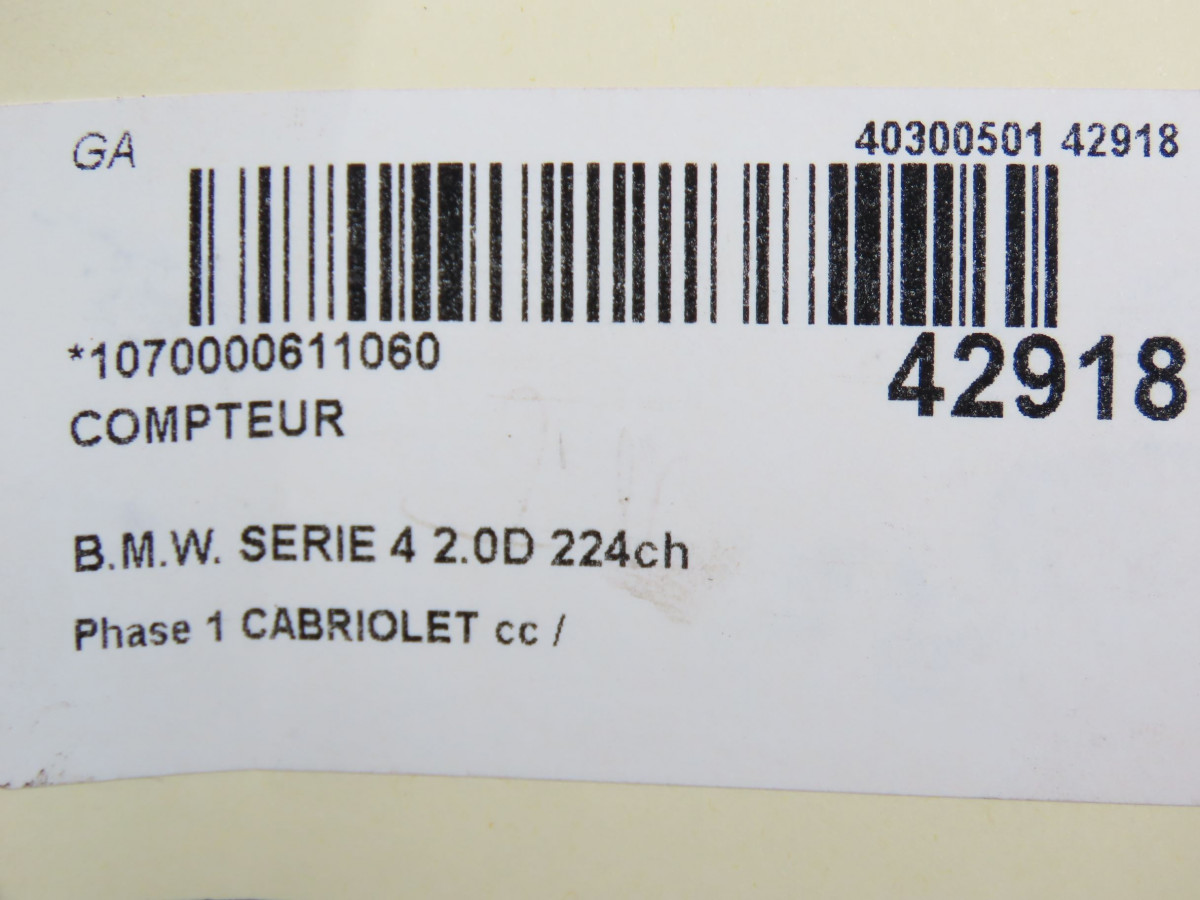 GA
40300501 42918
*1070000611060
42918
COMPTEUR
B.M.W. SERIE 4 2.0D 224ch
Phase 1 CABRIOLET cc /